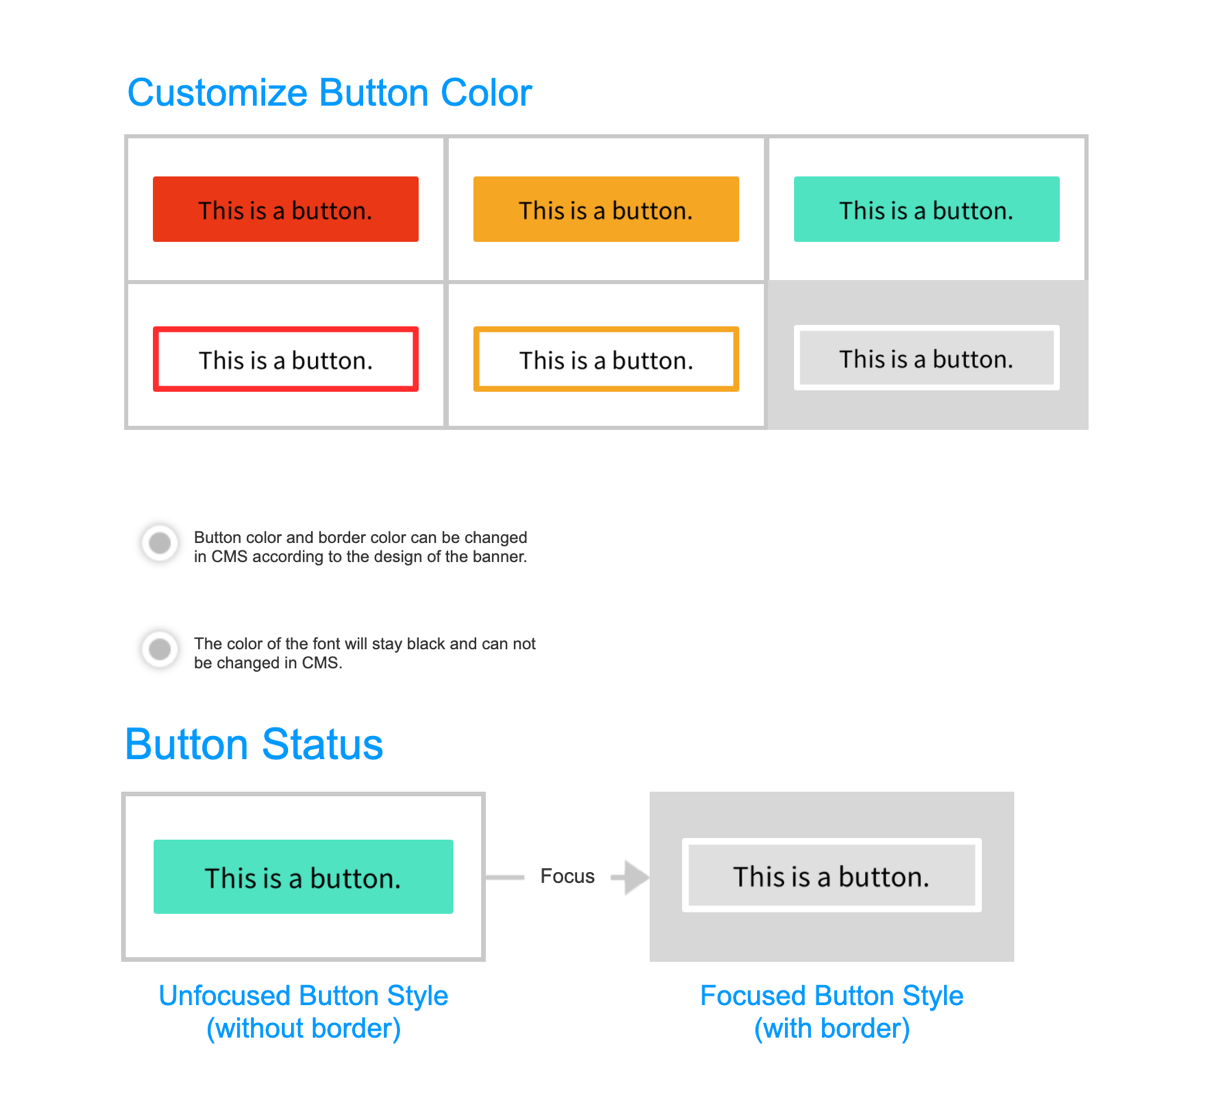 Customize Button Color
This is a button.
This is a button.
This is a button.
This is a button.
This is a button.
This is a button.
Button color and border color can be changed
in CMS according to the design of the banner.
The color of the font will stay black and can not
be changed in CMS.
Button Status
This is a button.
Focus
This is a button.
Unfocused Button Style
(without border)
Focused Button Style
(with border)